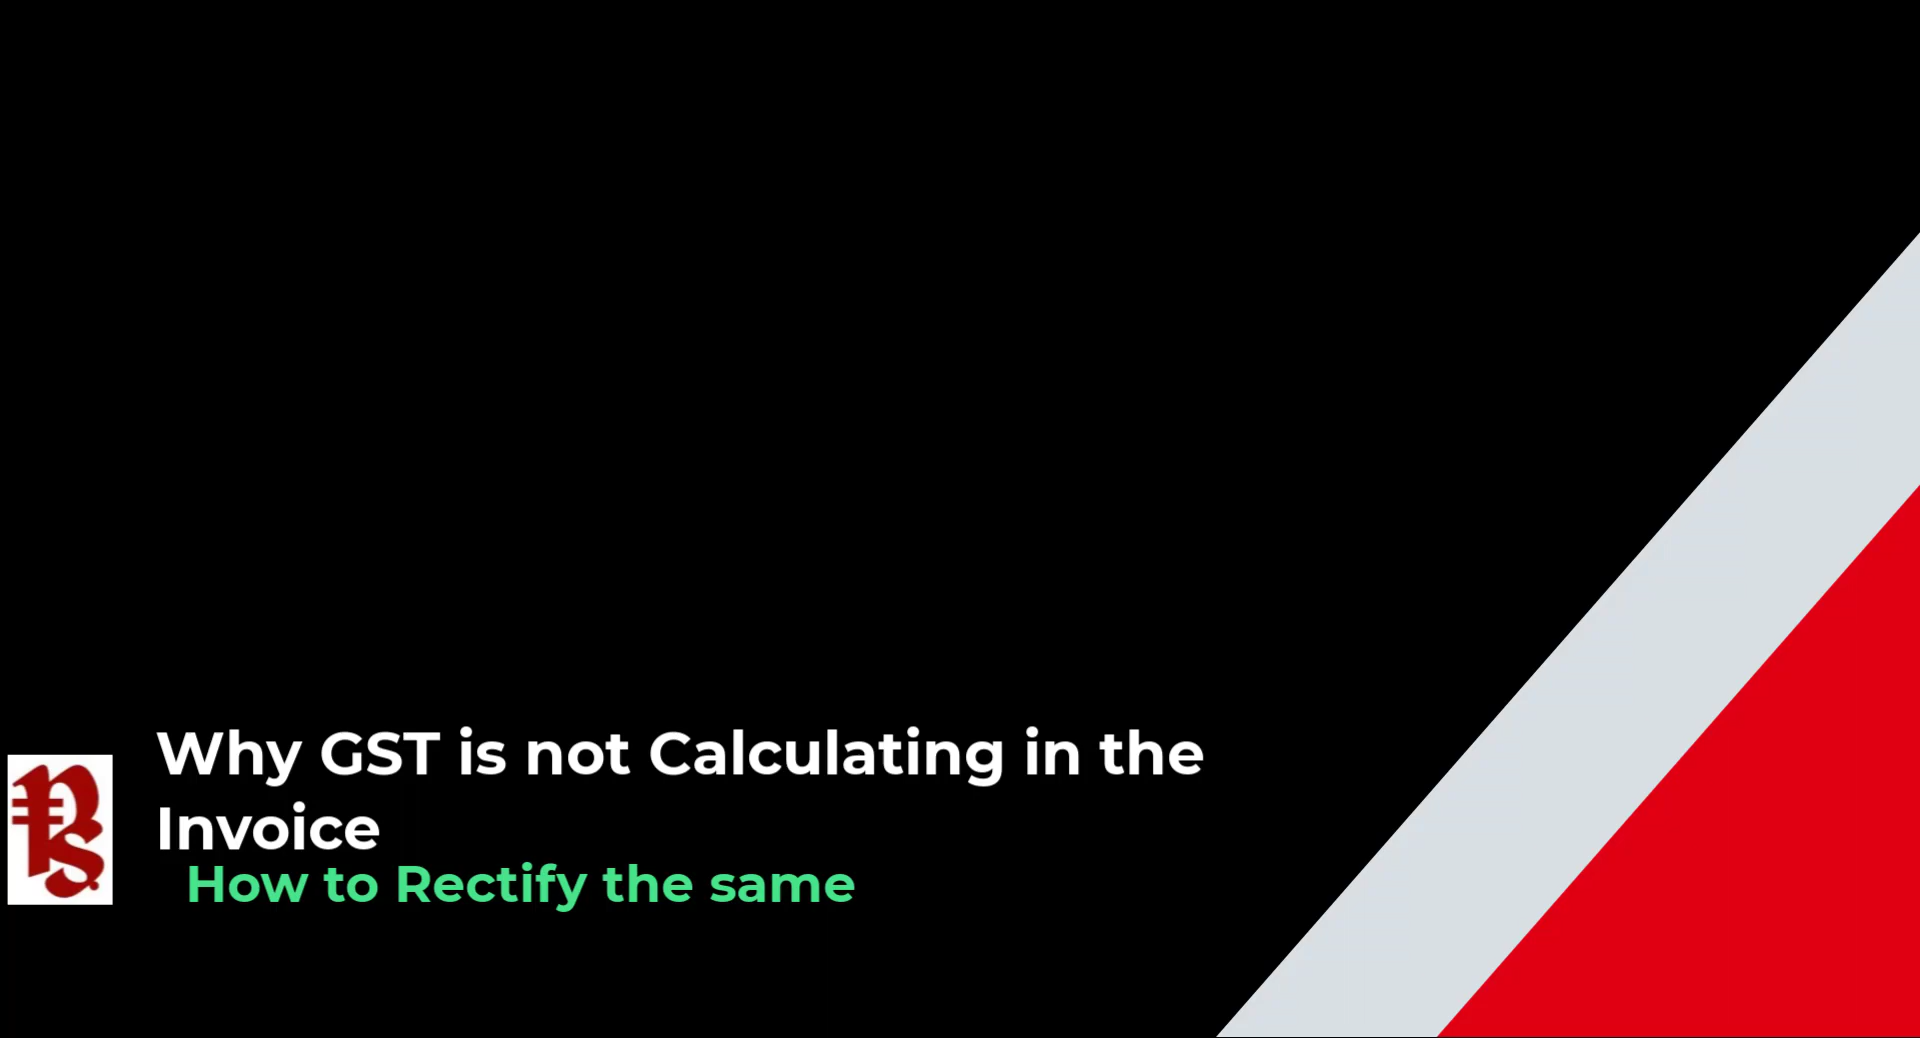 Why GST is not Calculating in the
Invoice
How to Rectify the same